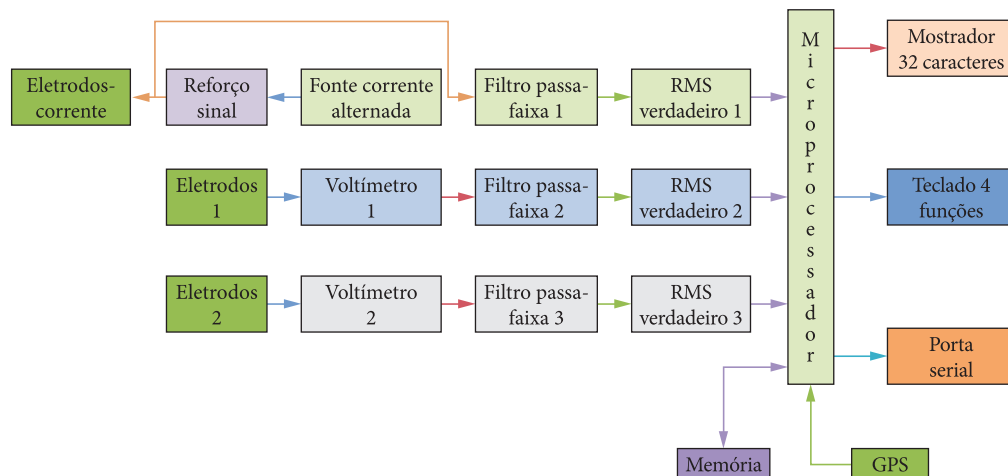 Mostrador
32 caracteres
Eletrodos-
corrente
Reforço
sinal
Fonte corrente
alternada
Filtro passa-
faixa 1
RMS
verdadeiro 1
Microprocessador
Eletrodos
1
Voltímetro
1
Filtro passa-
faixa 2
RMS
verdadeiro 2
Teclado 4
funções
Eletrodos
2
Voltímetro
2
Filtro passa-
faixa 3
RMS
verdadeiro 3
Porta
serial
Memória
GPS